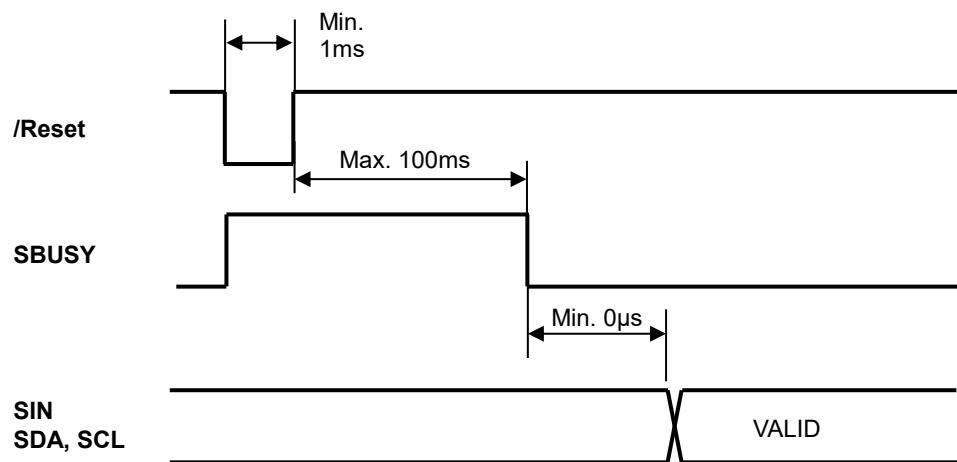 Min.
1ms
/Reset
Max. 100ms
SBUSY
Min. 0µs
SIN
SDA, SCL
VALID